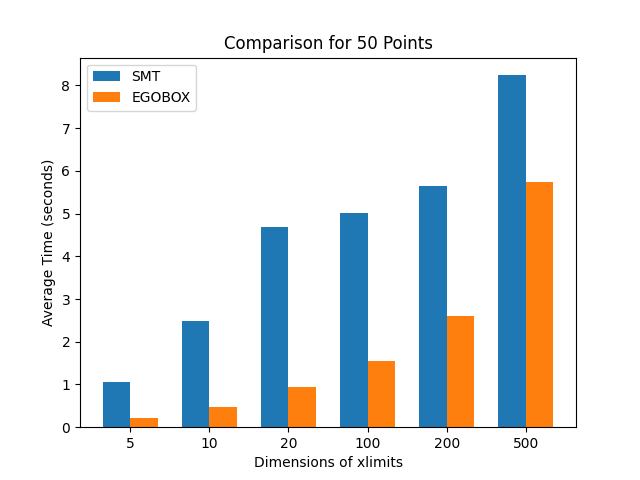 Comparison for 50 Points
SMT
EGOBOX
Average Time (seconds)
8
7
6
5
4
3
2
1
0
5 10 20 100 200 500
Dimensions of xlimits